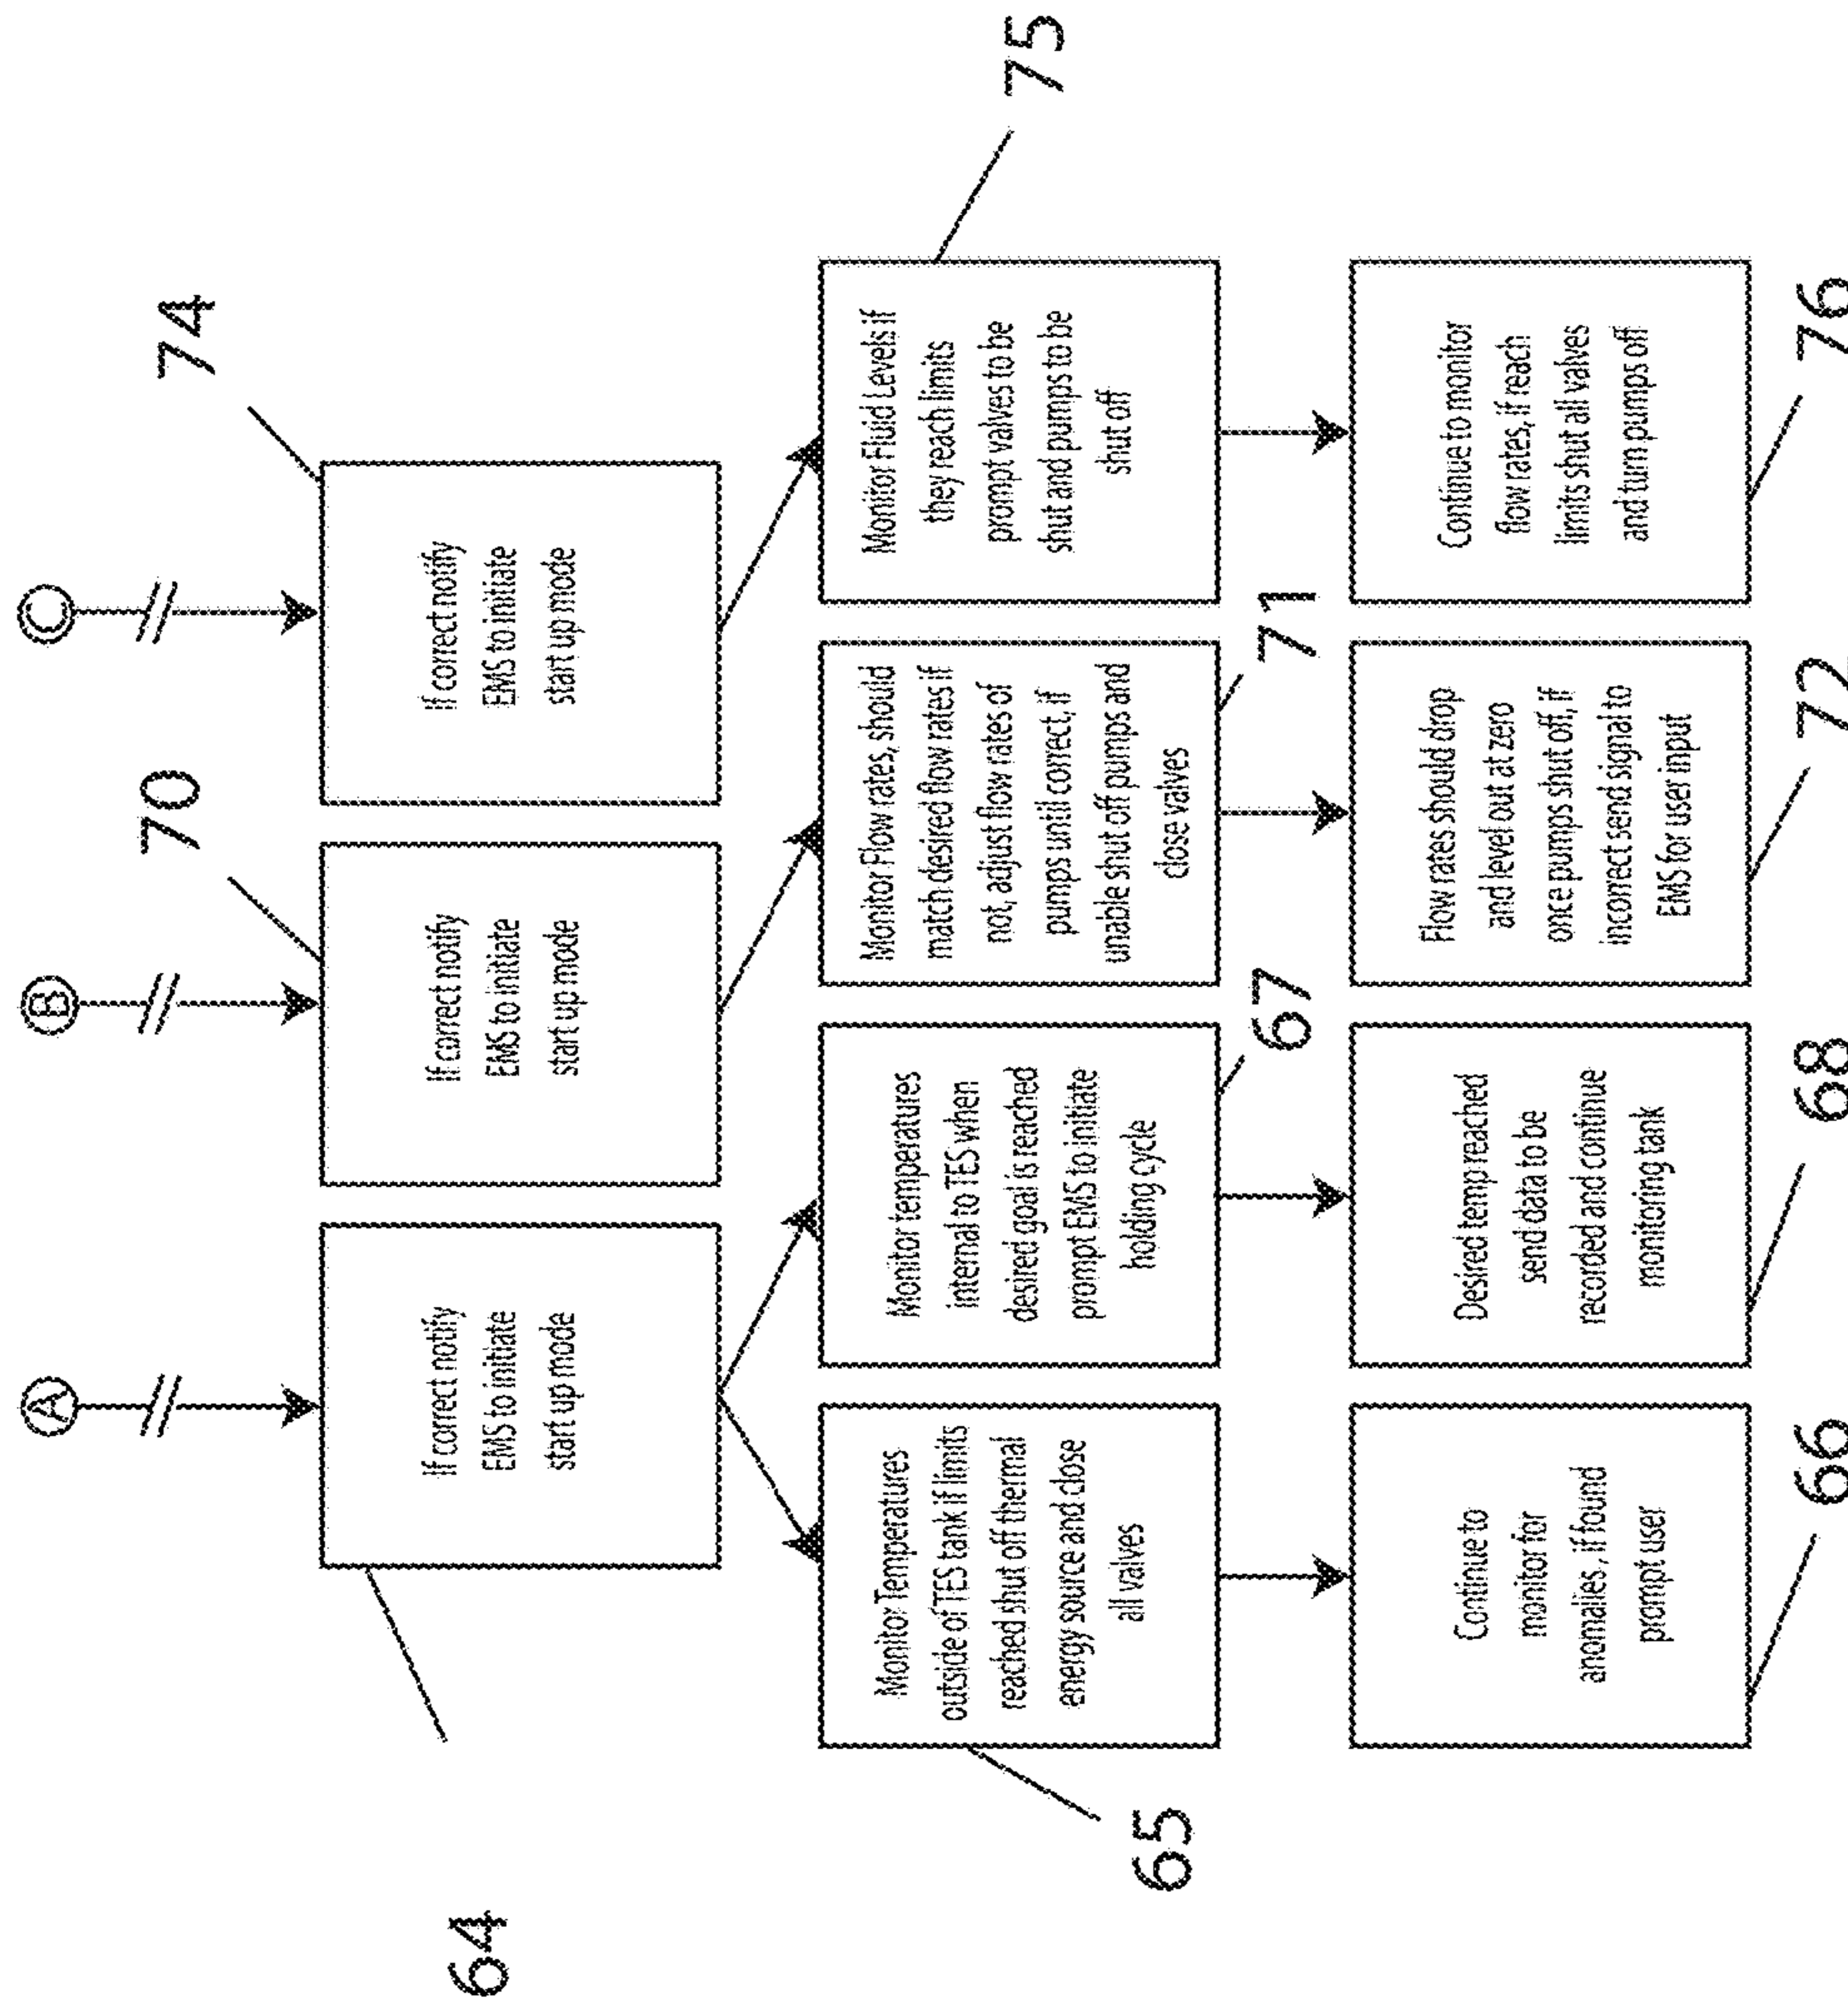 A
B
C
64
70
74
If correct notify
EMS to initiate
start up mode
If correct notify
EMS to initiate
start up mode
If correct notify
EMS to initiate
start up mode
65
Monitor Temperatures
outside of TES tank if limits
reached shut off thermal
energy source and close
all valves
67
Monitor temperatures
internal to TES when
desired goal is reached
prompt EMS to initiate
holding cycle
71
Monitor Flow rates, should
match desired flow rates if
not, adjust flow rates of
pumps until correct, if
unable shut off pumps and
close valves
75
Monitor Fluid Levels if
they reach limits
prompt valves to be
shut and pumps to be
shut off
Continue to
monitor for
anomalies, if found
prompt user
66
Desired temp reached
send data to be
recorded and continue
monitoring tank
68
Flow rates should drop
and level out at zero
once pumps shut off, if
incorrect send signal to
EMS for user input
72
Continue to monitor
flow rates, if reach
limits shut all valves
and turn pumps off
76